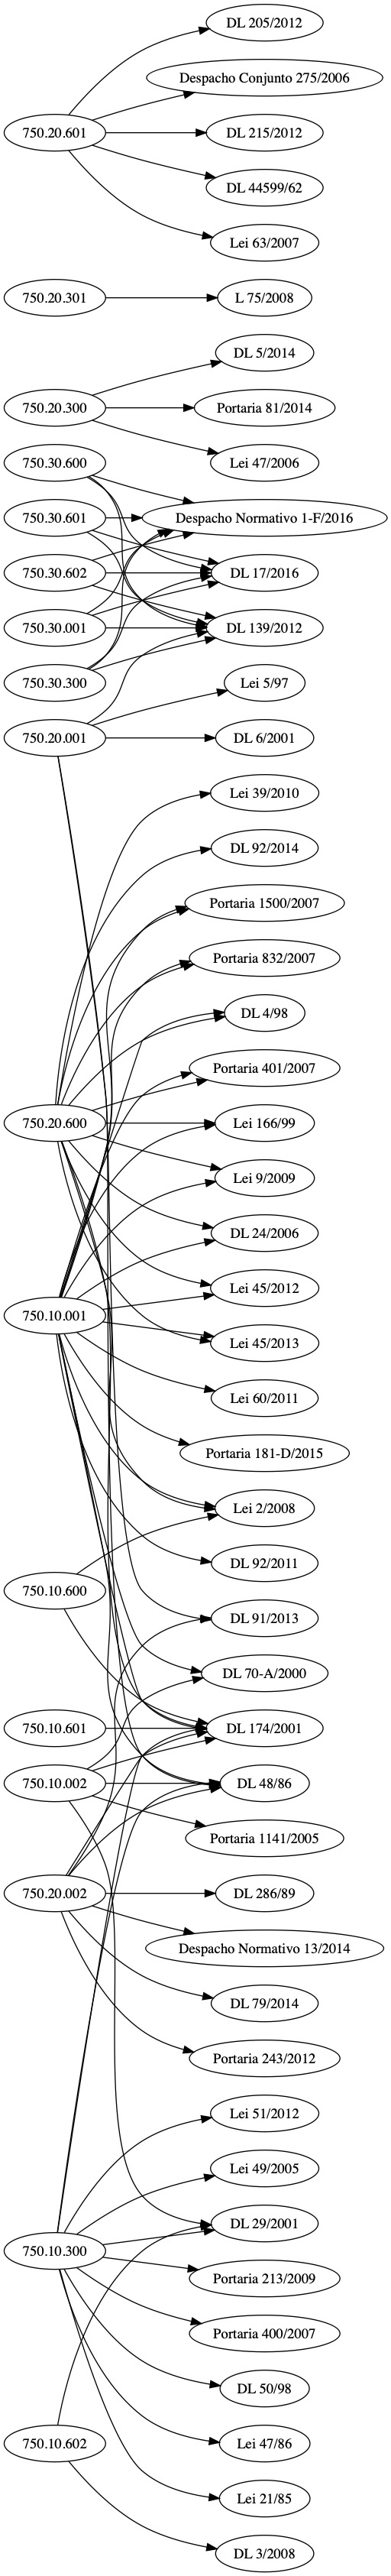 DL 205/2012
Despacho Conjunto 275/2006
750.20.601
DL 215/2012
DL 44599/62
Lei 63/2007
750.20.301
L 75/2008
DL 5/2014
750.20.300
Portaria 81/2014
750.30.600
Lei 47/2006
750.30.601
Despacho Normativo 1-F/2016
750.30.602
DL 17/2016
750.30.001
DL 139/2012
750.30.300
Lei 5/97
750.20.001
DL 6/2001
Lei 39/2010
DL 92/2014
Portaria 1500/2007
Portaria 832/2007
DL 4/98
Portaria 401/2007
750.20.600
Lei 166/99
Lei 9/2009
DL 24/2006
Lei 45/2012
750.10.001
Lei 45/2013
Lei 60/2011
Portaria 181-D/2015
Lei 2/2008
DL 92/2011
750.10.600
DL 91/2013
DL 70-A/2000
750.10.601
DL 174/2001
750.10.002
DL 48/86
Portaria 1141/2005
750.20.002
DL 286/89
Despacho Normativo 13/2014
DL 79/2014
Portaria 243/2012
Lei 51/2012
Lei 49/2005
DL 29/2001
750.10.300
Portaria 213/2009
Portaria 400/2007
DL 50/98
750.10.602
Lei 47/86
Lei 21/85
DL 3/2008